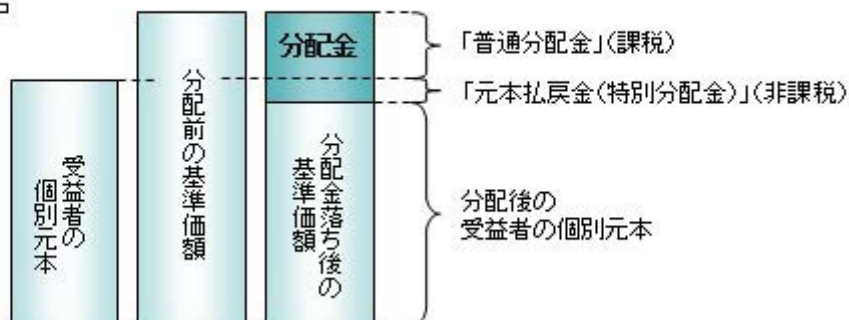 分配金
「普通分配金」(課税)
「元本払戻金(特別分配金)」(非課税)
受益者の
個別元本
分配前の基準価額
分配金落ち後の
基準価額
分配後の
受益者の個別元本